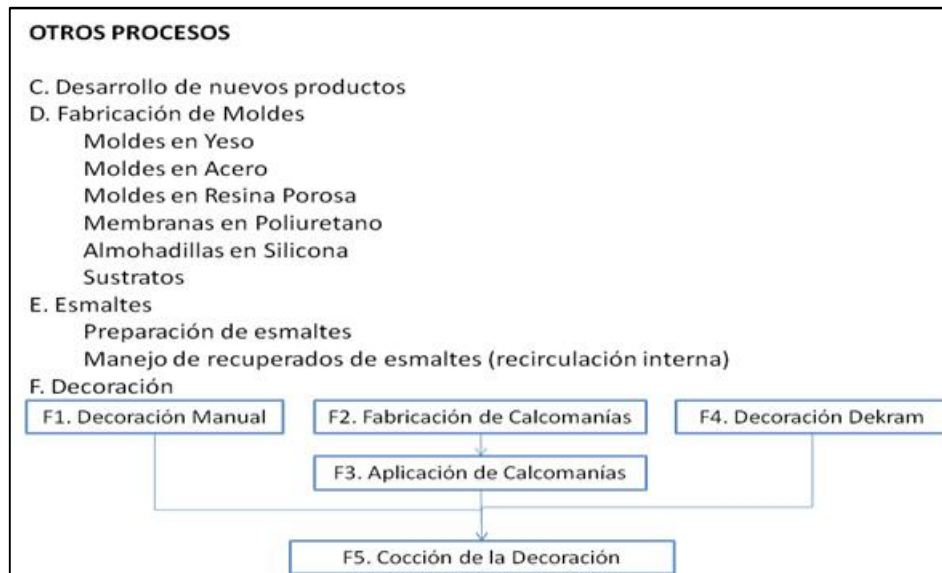 OTROS PROCESOS
C. Desarrollo de nuevos productos
D. Fabricación de Moldes
Moldes en Yeso
Moldes en Acero
Moldes en Resina Porosa
Membranas en Poliuretano
Almohadillas en Silicona
Sustratos
E. Esmaltes
Preparación de esmaltes
Manejo de recuperados de esmaltes (recirculación interna)
F. Decoración
F1. Decoración Manual
F2. Fabricación de Calcomanías
F4. Decoración Dekram
F3. Aplicación de Calcomanías
F5. Cocción de la Decoración